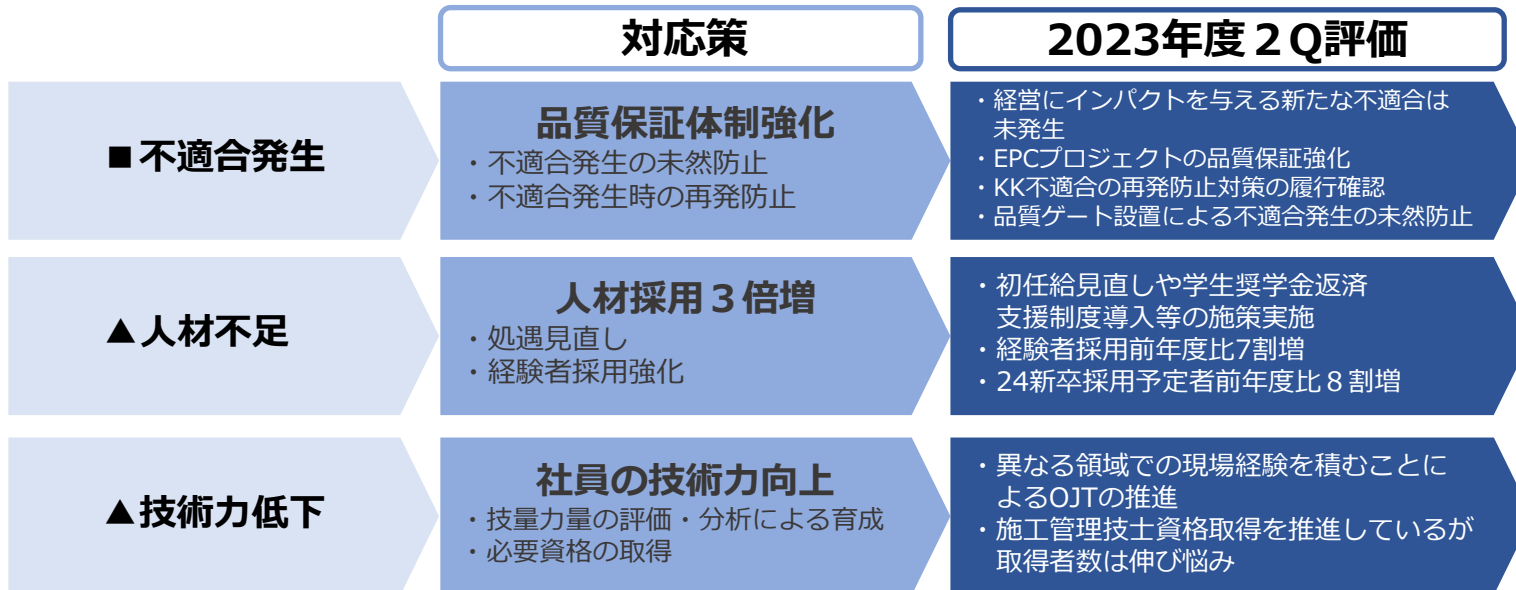 対応策
2023年度２Q評価
■不適合発生
品質保証体制強化
・不適合発生の未然防止
・不適合発生時の再発防止
・経営にインパクトを与える新たな不適合は
未発生
・EPCプロジェクトの品質保証強化
・KK不適合の再発防止対策の履行確認
・品質ゲート設置による不適合発生の未然防止
▲人材不足
人材採用３倍増
・処遇見直し
・経験者採用強化
・初任給見直しや学生奨学金返済
支援制度導入等の施策実施
・経験者採用前年度比7割増
・24新卒採用予定者前年度比８割増
▲技術力低下
社員の技術力向上
・技量力量の評価・分析による育成
・必要資格の取得
・異なる領域での現場経験を積むことに
よるOJTの推進
・施工管理技士資格取得を推進しているが
取得者数は伸び悩み